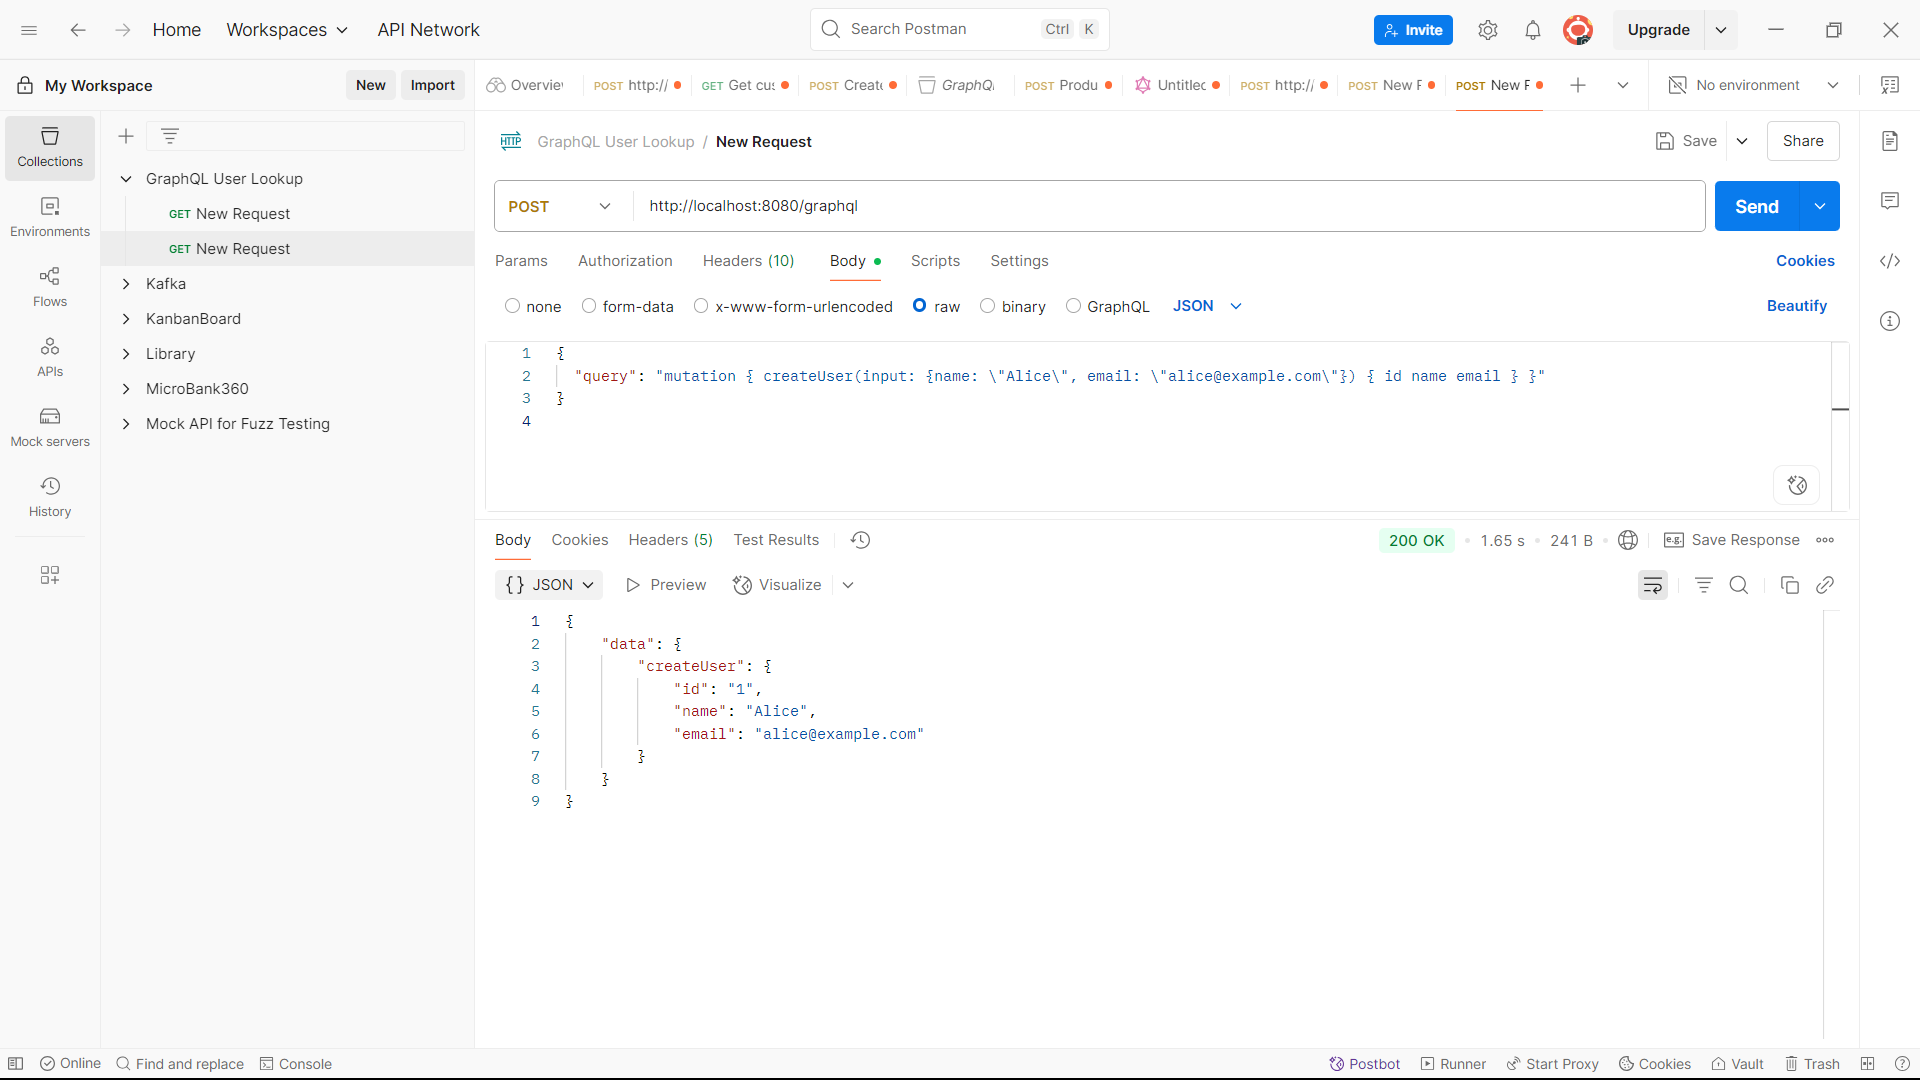 Home Workspaces API Network Search Postman Ctrl K Invite Upgrade
My Workspace New Import Overview POST http:/ GET Get cus POST Create GraphQL POST Produ Untitled POST http:/ POST New F POST New F No environment
Collections
Environments
Flows
APIs
Mock servers
History
GraphQL User Lookup
GET New Request
GET New Request
Kafka
KanbanBoard
Library
MicroBank360
Mock API for Fuzz Testing
HTTP GraphQL User Lookup / New Request Save Share
POST http://localhost:8080/graphql Send
Params Authorization Headers (10) Body Scripts Settings Cookies
none form-data x-www-form-urlencoded raw binary GraphQL JSON Beautify
1 {
2 "query": "mutation { createUser(input: {name: \"Alice\", email: \"alice@example.com\"}) { id name email } }"
3 }
4
Body Cookies Headers (5) Test Results 200 OK 1.65 s 241 B e.g. Save Response
{} JSON Preview Visualize
1 {
2 "data": {
3 "createUser": {
4 "id": "1",
5 "name": "Alice",
6 "email": "alice@example.com"
7 }
8 }
9 }
Online Find and replace Console Postbot Runner Start Proxy Cookies Vault Trash